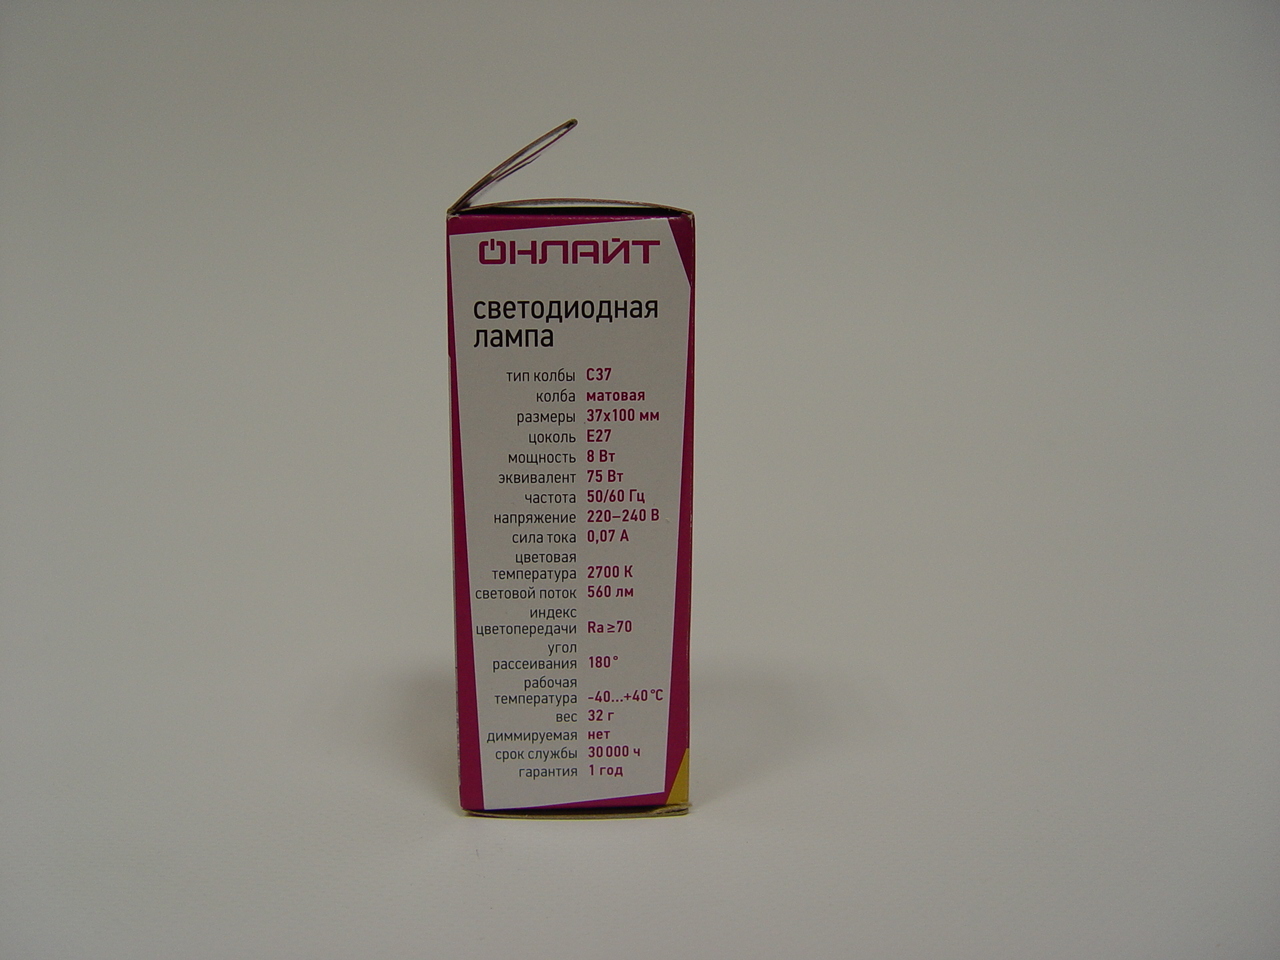 ОНЛАЙТ
светодиодная
лампа
тип колбы C37
колба матовая
размеры 37x100 мм
цоколь E27
мощность 8 Вт
эквивалент 75 Вт
частота 50/60 Гц
напряжение 220–240 В
сила тока 0,07 А
цветовая
температура 2700 К
световой поток 560 лм
индекс
цветопередачи Ra≥70
угол
рассеивания 180°
рабочая
температура -40...+40°C
вес 32 г
диммируемая нет
срок службы 30000 ч
гарантия 1 год